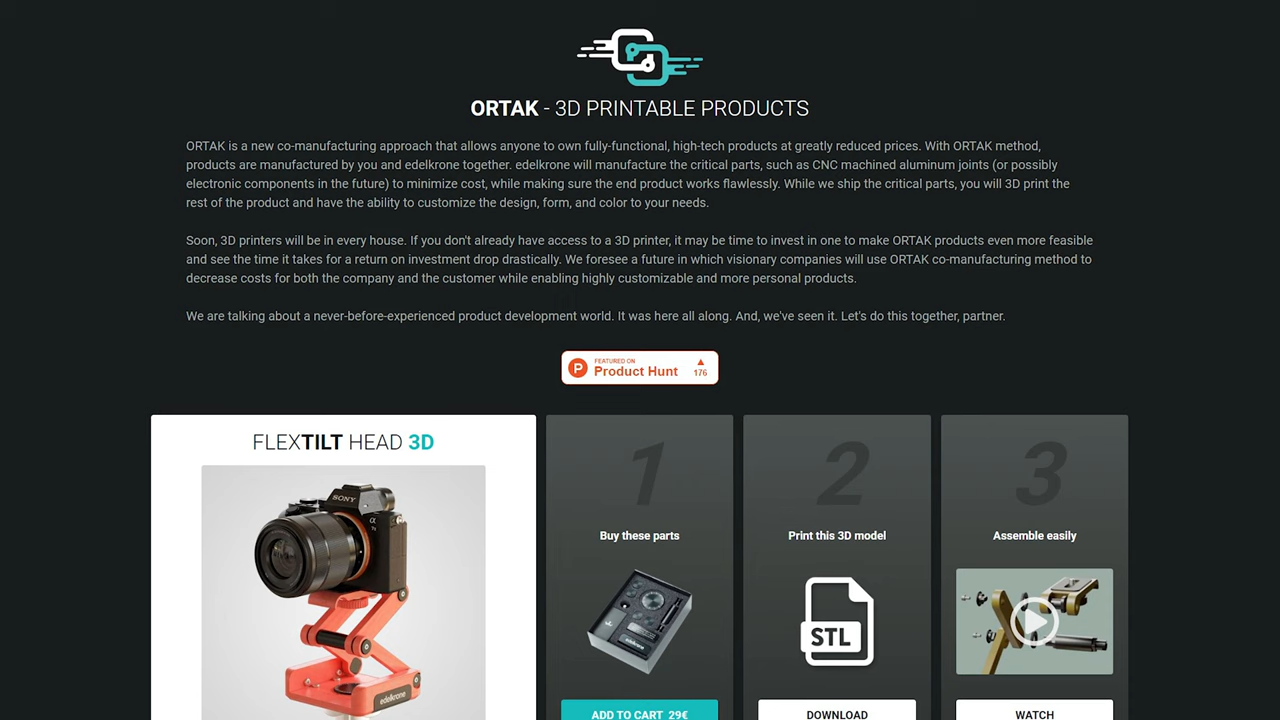 ORTAK - 3D PRINTABLE PRODUCTS
ORTAK is a new co-manufacturing approach that allows anyone to own fully-functional, high-tech products at greatly reduced prices. With ORTAK method,
products are manufactured by you and edelkrone together. edelkrone will manufacture the critical parts, such as CNC machined aluminum joints (or possibly
electronic components in the future) to minimize cost, while making sure the end product works flawlessly. While we ship the critical parts, you will 3D print the
rest of the product and have the ability to customize the design, form, and color to your needs.
Soon, 3D printers will be in every house. If you don't already have access to a 3D printer, it may be time to invest in one to make ORTAK products even more feasible
and see the time it takes for a return on investment drop drastically. We foresee a future in which visionary companies will use ORTAK co-manufacturing method to
decrease costs for both the company and the customer while enabling highly customizable and more personal products.
We are talking about a never-before-experienced product development world. It was here all along. And, we've seen it. Let's do this together, partner.
P
FEATURED ON
Product Hunt
176
FLEXTILT HEAD 3D
SONY
α
edelkrone
1
Buy these parts
edelkrone
ADD TO CART 29€
2
Print this 3D model
STL
DOWNLOAD
3
Assemble easily
WATCH